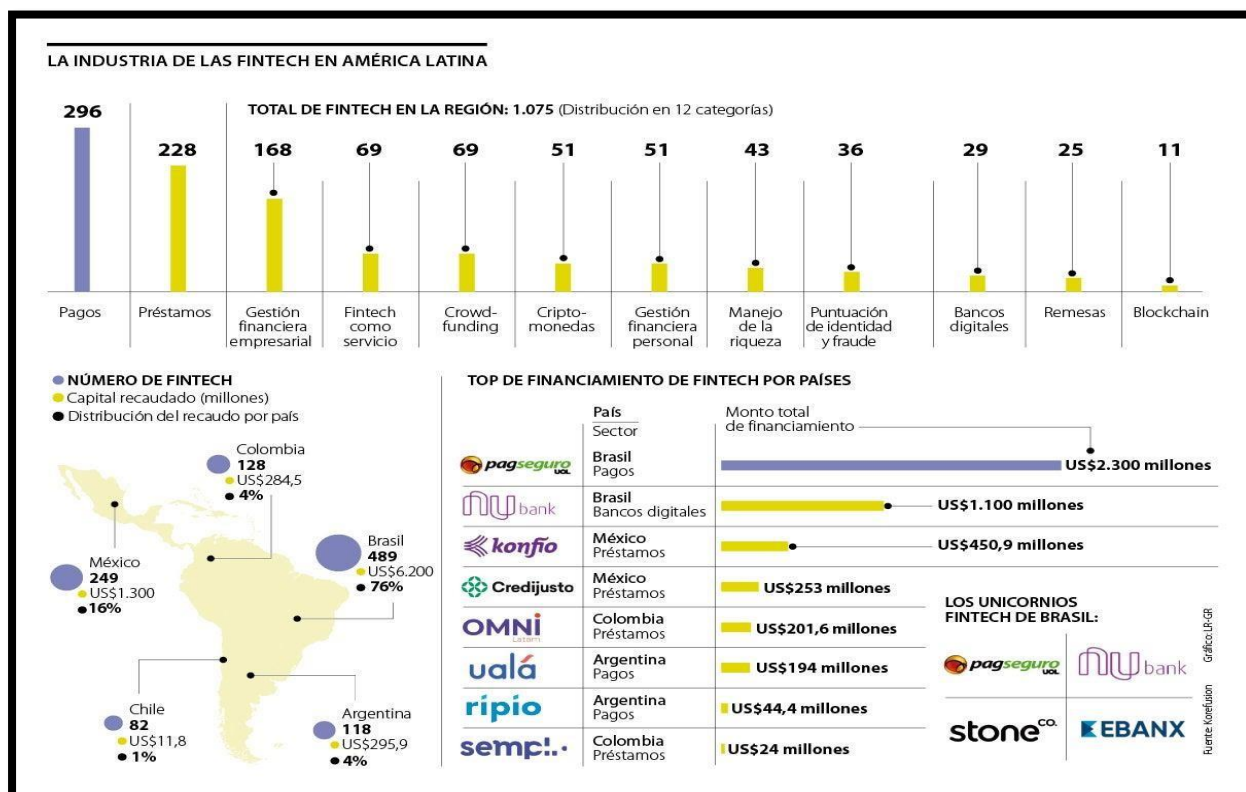 LA INDUSTRIA DE LAS FINTECH EN AMÉRICA LATINA
TOTAL DE FINTECH EN LA REGIÓN: 1.075 (Distribución en 12 categorías)
296
228
168
69
69
51
51
43
36
29
25
11
Pagos
Préstamos
Gestión
financiera
empresarial
Fintech
como
servicio
Crowd-
funding
Cripto-
monedas
Gestión
financiera
personal
Manejo
de la
riqueza
Puntuación
de identidad
y fraude
Bancos
digitales
Remesas
Blockchain
NÚMERO DE FINTECH
Capital recaudado (millones)
Distribución del recaudo por país
Colombia
128
US$284,5
4%
Brasil
489
US$6.200
76%
México
249
US$1.300
16%
Chile
82
US$11,8
1%
Argentina
118
US$295,9
4%
TOP DE FINANCIAMIENTO DE FINTECH POR PAÍSES
País
Sector
Monto total
de financiamiento
pagseguro
UOL
Brasil
Pagos
US$2.300 millones
nu bank
Brasil
Bancos digitales
US$1.100 millones
konfío
México
Préstamos
US$450,9 millones
Credijusto
México
Préstamos
US$253 millones
OMNi
Latam
Colombia
Préstamos
US$201,6 millones
ualá
Argentina
Pagos
US$194 millones
ripio
Argentina
Pagos
US$44,4 millones
sempl!.
Colombia
Préstamos
US$24 millones
LOS UNICORNIOS
FINTECH DE BRASIL:
pagseguro
UOL
nu bank
stone co.
EBANX
Fuente: Korefusion
Gráfico: LR-GR